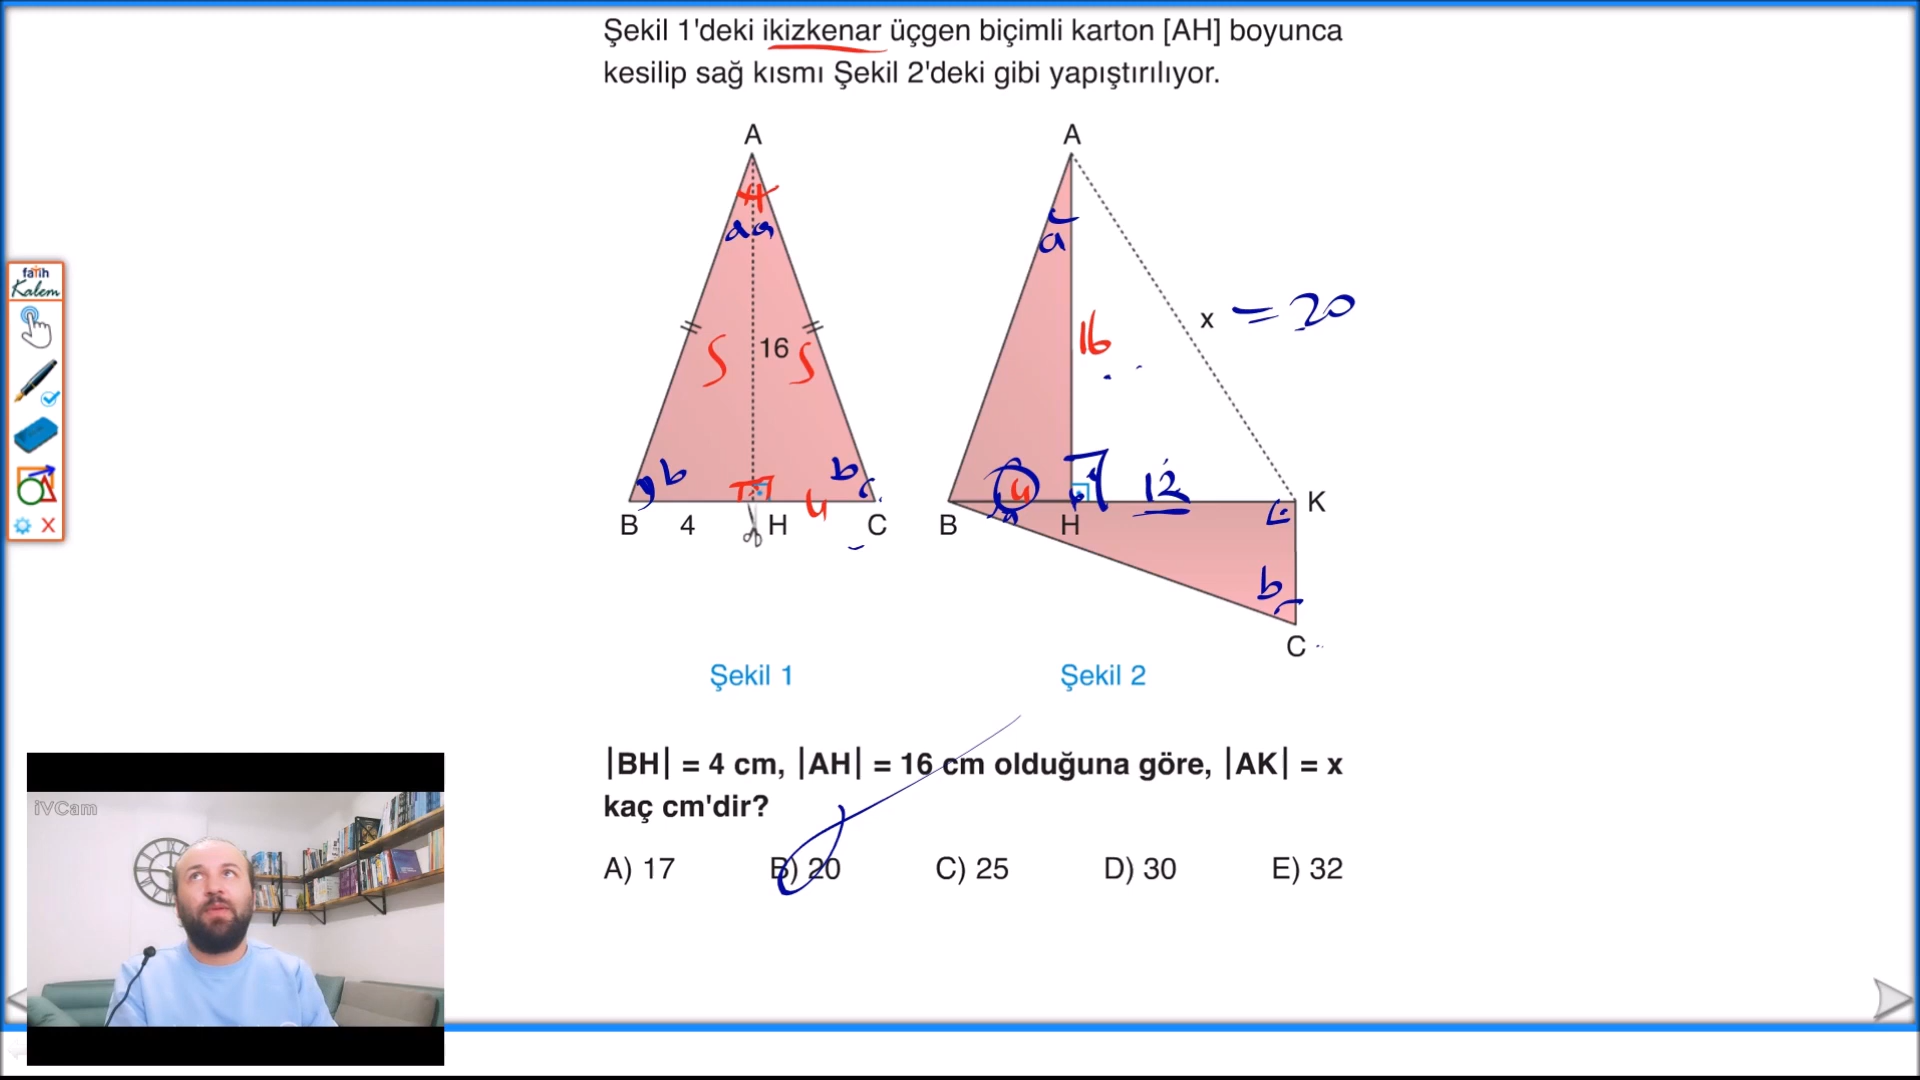 Şekil 1'deki ikizkenar üçgen biçimli karton [AH] boyunca
kesilip sağ kısmı Şekil 2'deki gibi yapıştırılıyor.
A
A
a a
a
16
S
S
16
x = 20
b
b
4
12
K
B
4
H
4
C
B
H
b
C
Şekil 1
Şekil 2
|BH| = 4 cm, |AH| = 16 cm olduğuna göre, |AK| = x
kaç cm'dir?
A) 17
B) 20
C) 25
D) 30
E) 32
fatih
Kalem
X
iVCam